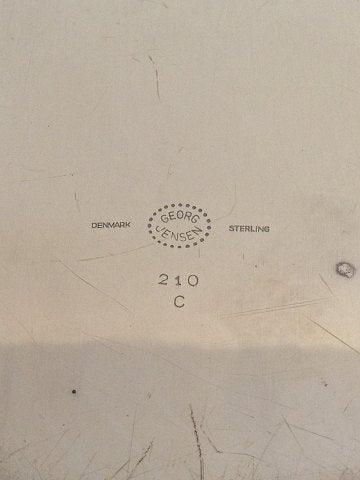 DENMARK GEORG JENSEN STERLING
210
C